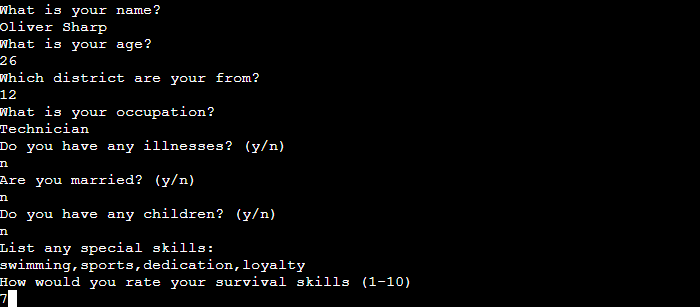 What is your name?
Oliver Sharp
What is your age?
26
Which district are your from?
12
What is your occupation?
Technician
Do you have any illnesses? (y/n)
n
Are you married? (y/n)
n
Do you have any children? (y/n)
n
List any special skills:
swimming,sports,dedication,loyalty
How would you rate your survival skills (1-10)
7